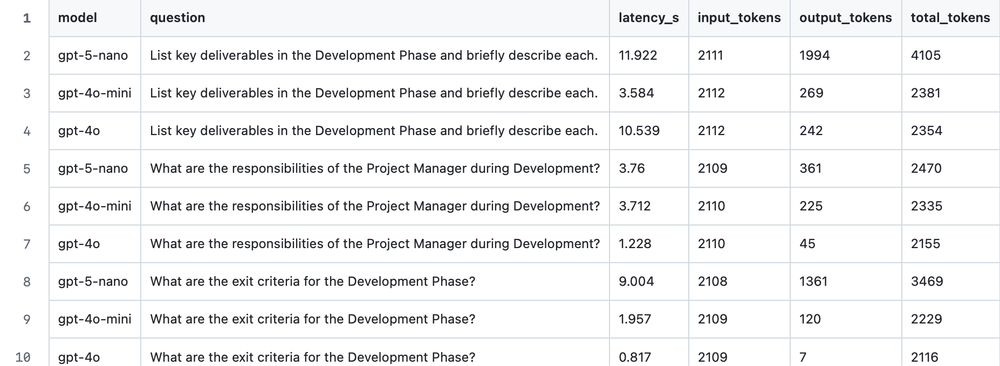 1 model question latency_s input_tokens output_tokens total_tokens
2 gpt-5-nano List key deliverables in the Development Phase and briefly describe each. 11.922 2111 1994 4105
3 gpt-4o-mini List key deliverables in the Development Phase and briefly describe each. 3.584 2112 269 2381
4 gpt-4o List key deliverables in the Development Phase and briefly describe each. 10.539 2112 242 2354
5 gpt-5-nano What are the responsibilities of the Project Manager during Development? 3.76 2109 361 2470
6 gpt-4o-mini What are the responsibilities of the Project Manager during Development? 3.712 2110 225 2335
7 gpt-4o What are the responsibilities of the Project Manager during Development? 1.228 2110 45 2155
8 gpt-5-nano What are the exit criteria for the Development Phase? 9.004 2108 1361 3469
9 gpt-4o-mini What are the exit criteria for the Development Phase? 1.957 2109 120 2229
10 gpt-4o What are the exit criteria for the Development Phase? 0.817 2109 7 2116